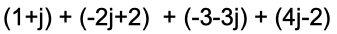 (1+j) + (-2j+2) + (-3-3j) + (4j-2)